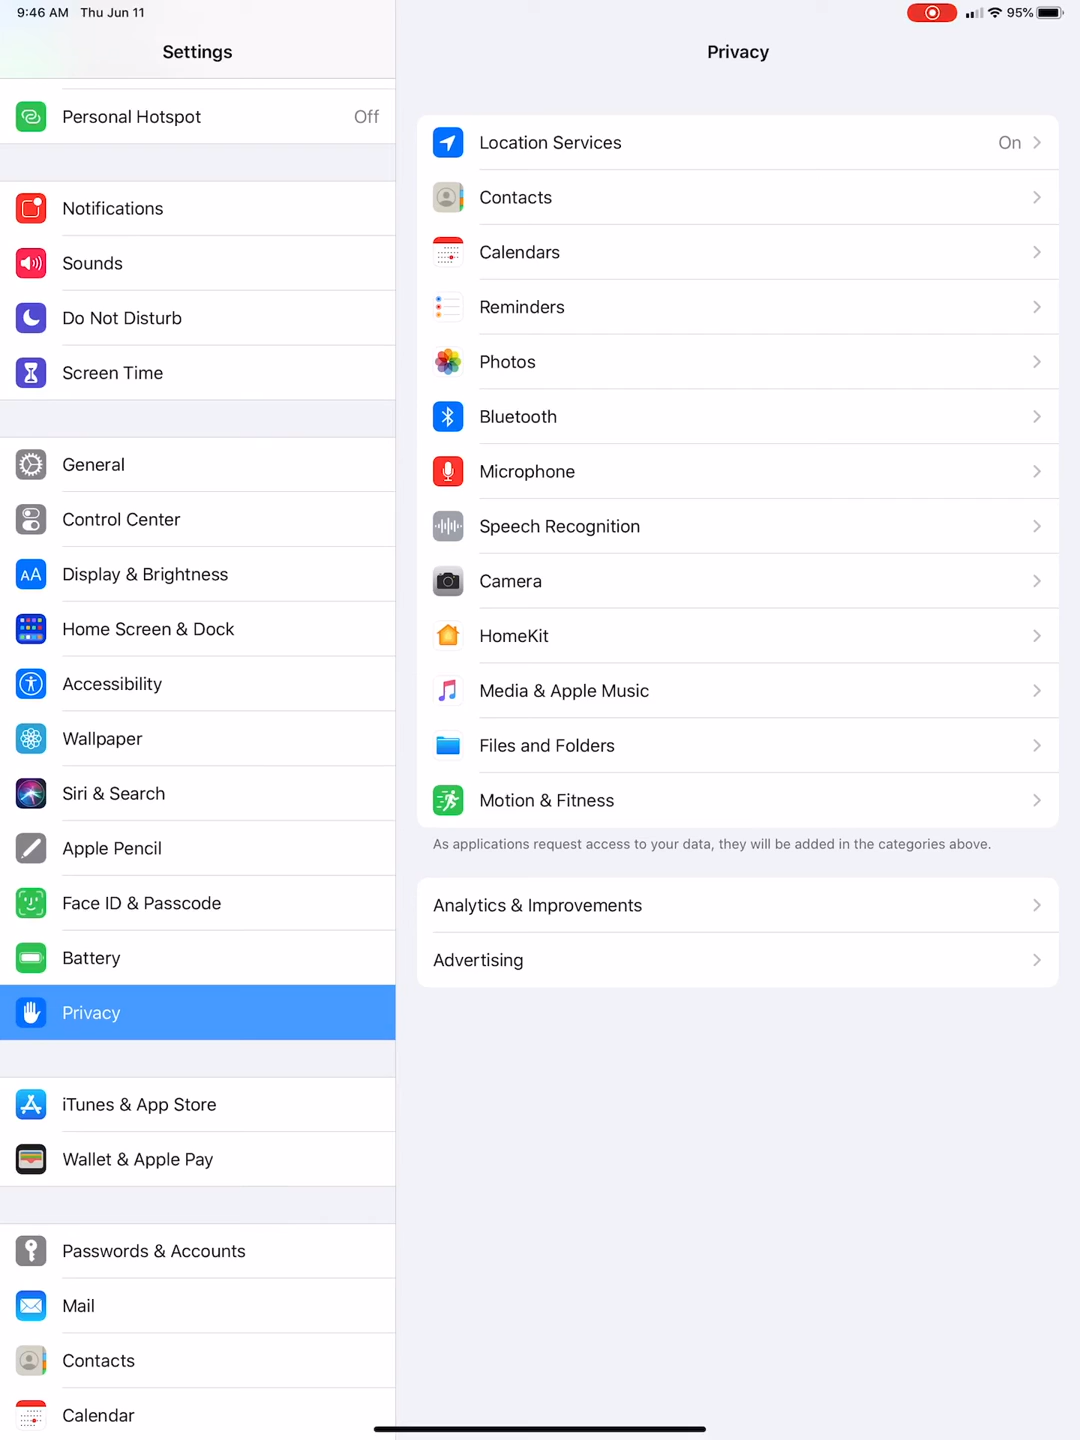 9:46 AM Thu Jun 11
95%
Settings
Personal Hotspot Off
Notifications
Sounds
Do Not Disturb
Screen Time
General
Control Center
AA Display & Brightness
Home Screen & Dock
Accessibility
Wallpaper
Siri & Search
Apple Pencil
Face ID & Passcode
Battery
Privacy
iTunes & App Store
Wallet & Apple Pay
Passwords & Accounts
Mail
Contacts
Calendar
Privacy
Location Services On
Contacts
Calendars
Reminders
Photos
Bluetooth
Microphone
Speech Recognition
Camera
HomeKit
Media & Apple Music
Files and Folders
Motion & Fitness
As applications request access to your data, they will be added in the categories above.
Analytics & Improvements
Advertising